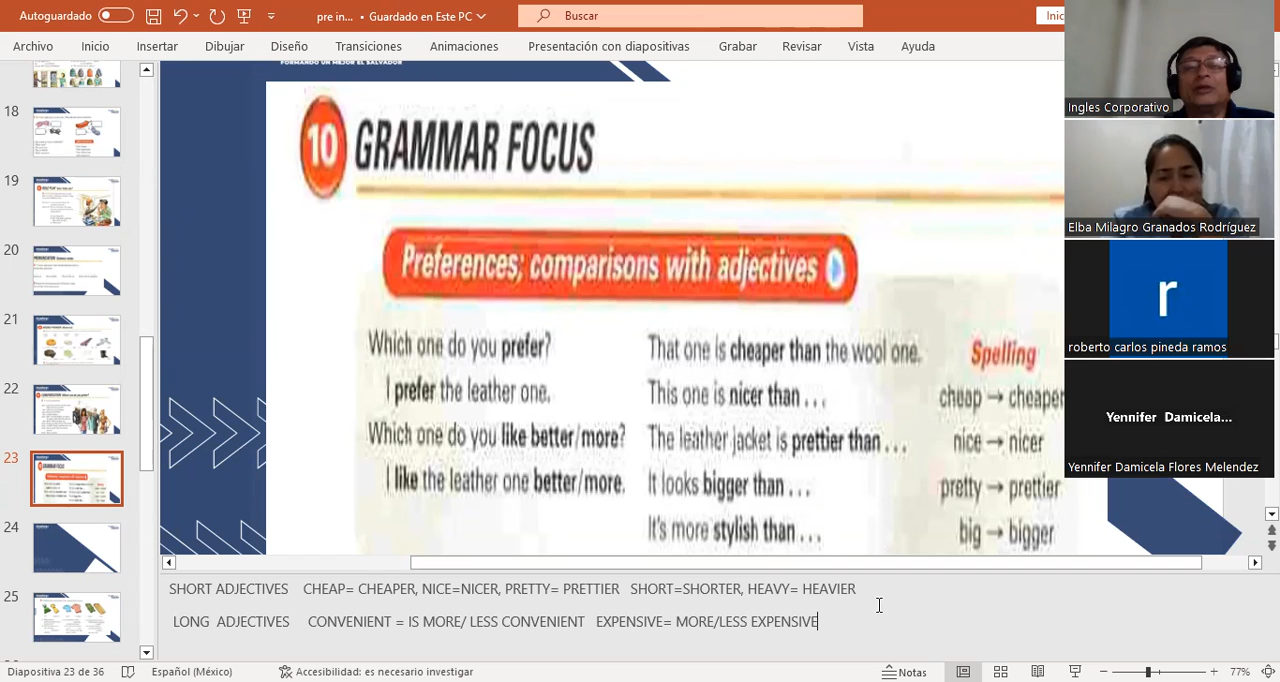 Autoguardado
pre in... • Guardado en Este PC
Buscar
Inic
Archivo Inicio Insertar Dibujar Diseño Transiciones Animaciones Presentación con diapositivas Grabar Revisar Vista Ayuda
FORMANDO UN MEJOR EL SALVADOR
18
19
20
21
22
23
24
25
10 GRAMMAR FOCUS
Preferences; comparisons with adjectives
Which one do you prefer?
I prefer the leather one.
Which one do you like better/more?
I like the leather one better/more.
That one is cheaper than the wool one.
This one is nicer than . . .
The leather jacket is prettier than . . .
It looks bigger than . . .
It's more stylish than . . .
Spelling
cheap → cheaper
nice → nicer
pretty → prettier
big → bigger
Ingles Corporativo
Elba Milagro Granados Rodríguez
r
roberto carlos pineda ramos
Yennifer Damicela...
Yennifer Damicela Flores Melendez
SHORT ADJECTIVES CHEAP= CHEAPER, NICE=NICER, PRETTY= PRETTIER SHORT=SHORTER, HEAVY= HEAVIER
LONG ADJECTIVES CONVENIENT = IS MORE/ LESS CONVENIENT EXPENSIVE= MORE/LESS EXPENSIVE
Diapositiva 23 de 36 Español (México) Accesibilidad: es necesario investigar Notas 77%